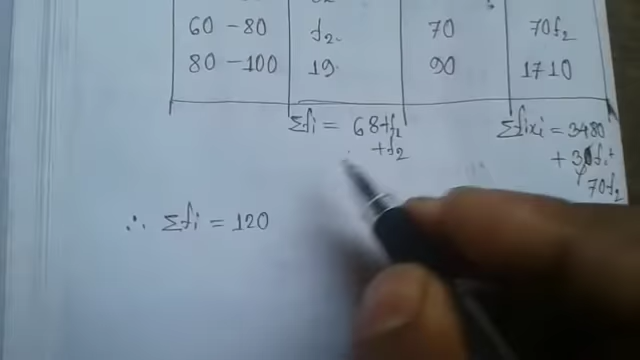 60 - 80 f₂ 70 70f₂
80 - 100 19 90 1710
Σfi = 68+f₁ Σfixi = 3480
+f₂ + 30f₁+
70f₂
∴ Σfi = 120